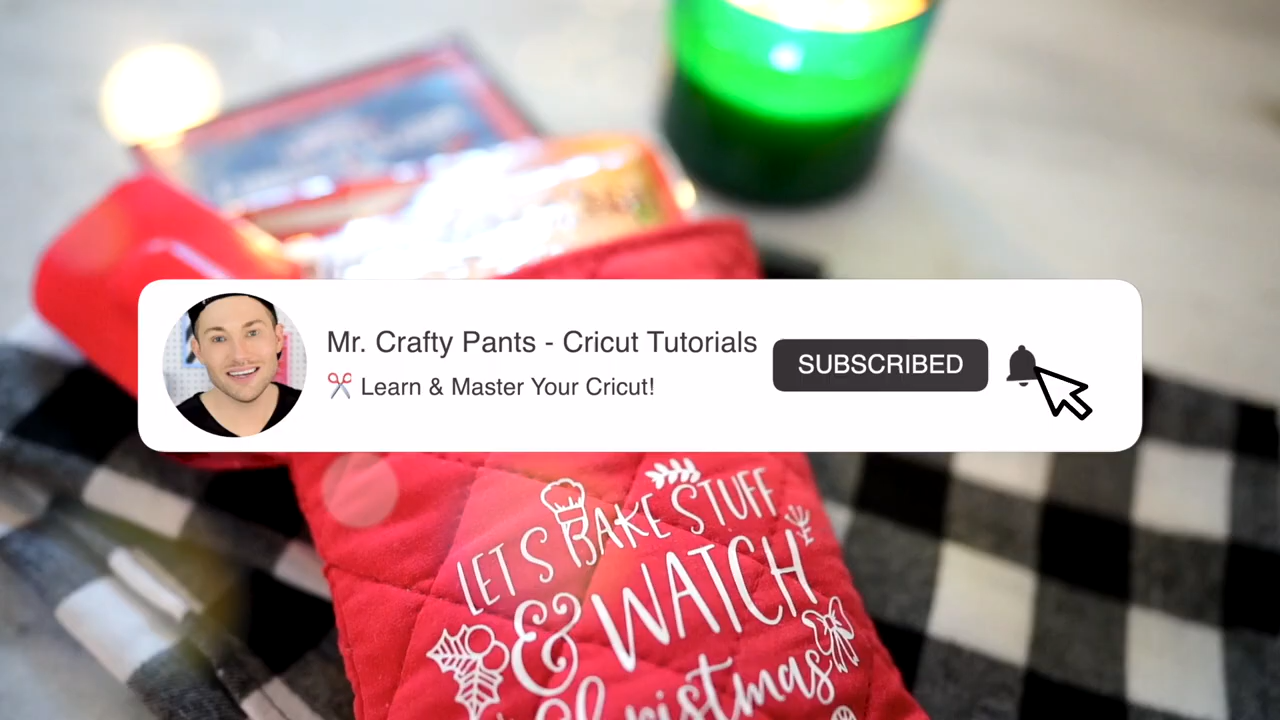 Mr. Crafty Pants - Cricut Tutorials
✂️ Learn & Master Your Cricut!
SUBSCRIBED
LET'S BAKE STUFF
& WATCH
Christmas